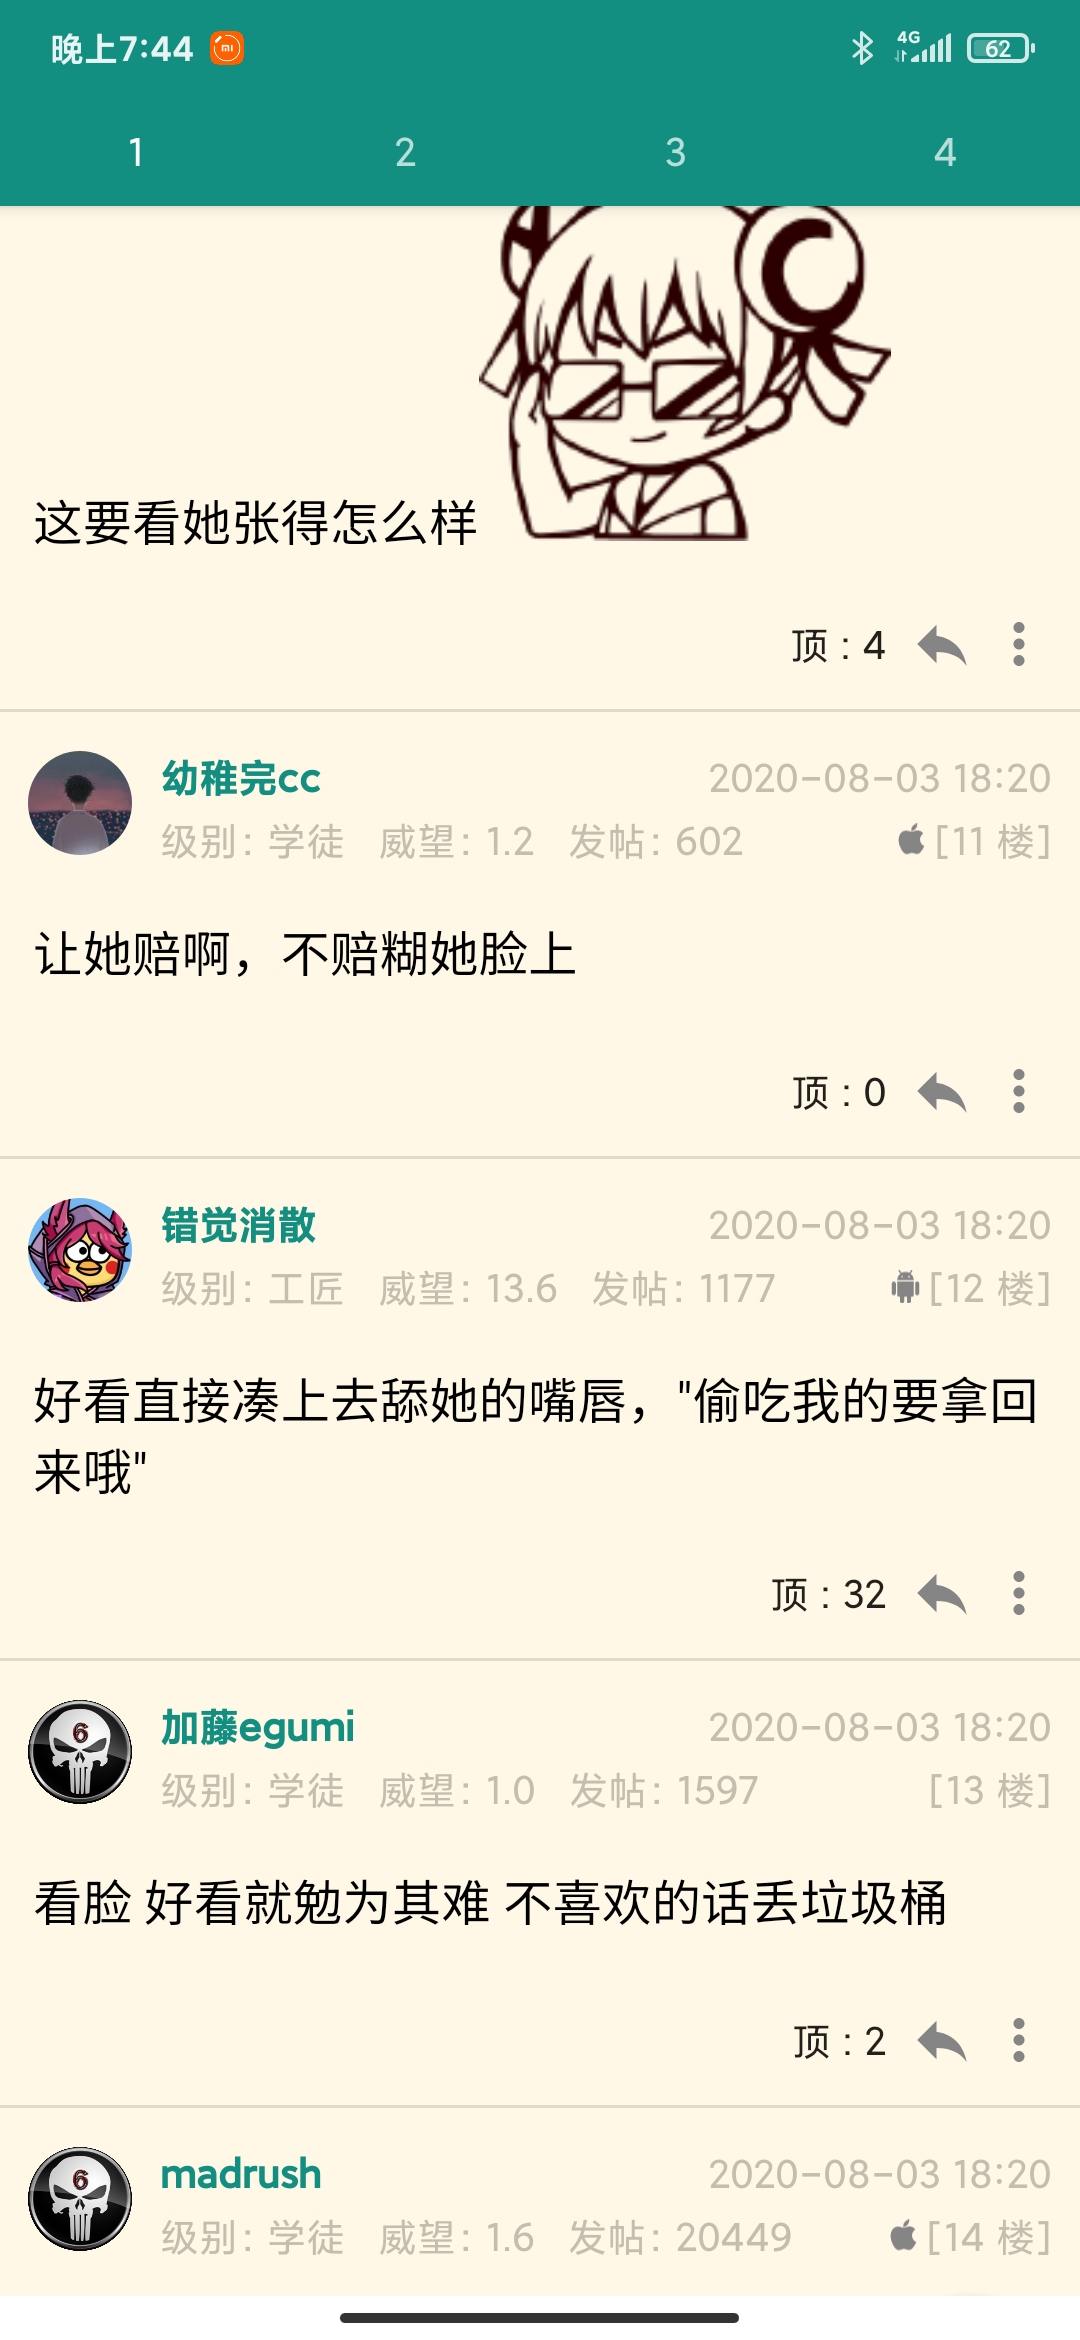 晚上7:44
4G
62
1 2 3 4
这要看她张得怎么样
顶 : 4
幼稚完cc 2020-08-03 18:20
级别: 学徒 威望: 1.2 发帖: 602 [11 楼]
让她赔啊，不赔糊她脸上
顶 : 0
错觉消散 2020-08-03 18:20
级别: 工匠 威望: 13.6 发帖: 1177 [12 楼]
好看直接凑上去舔她的嘴唇，"偷吃我的要拿回
来哦"
顶 : 32
加藤egumi 2020-08-03 18:20
级别: 学徒 威望: 1.0 发帖: 1597 [13 楼]
看脸 好看就勉为其难 不喜欢的话丢垃圾桶
顶 : 2
madrush 2020-08-03 18:20
级别: 学徒 威望: 1.6 发帖: 20449 [14 楼]